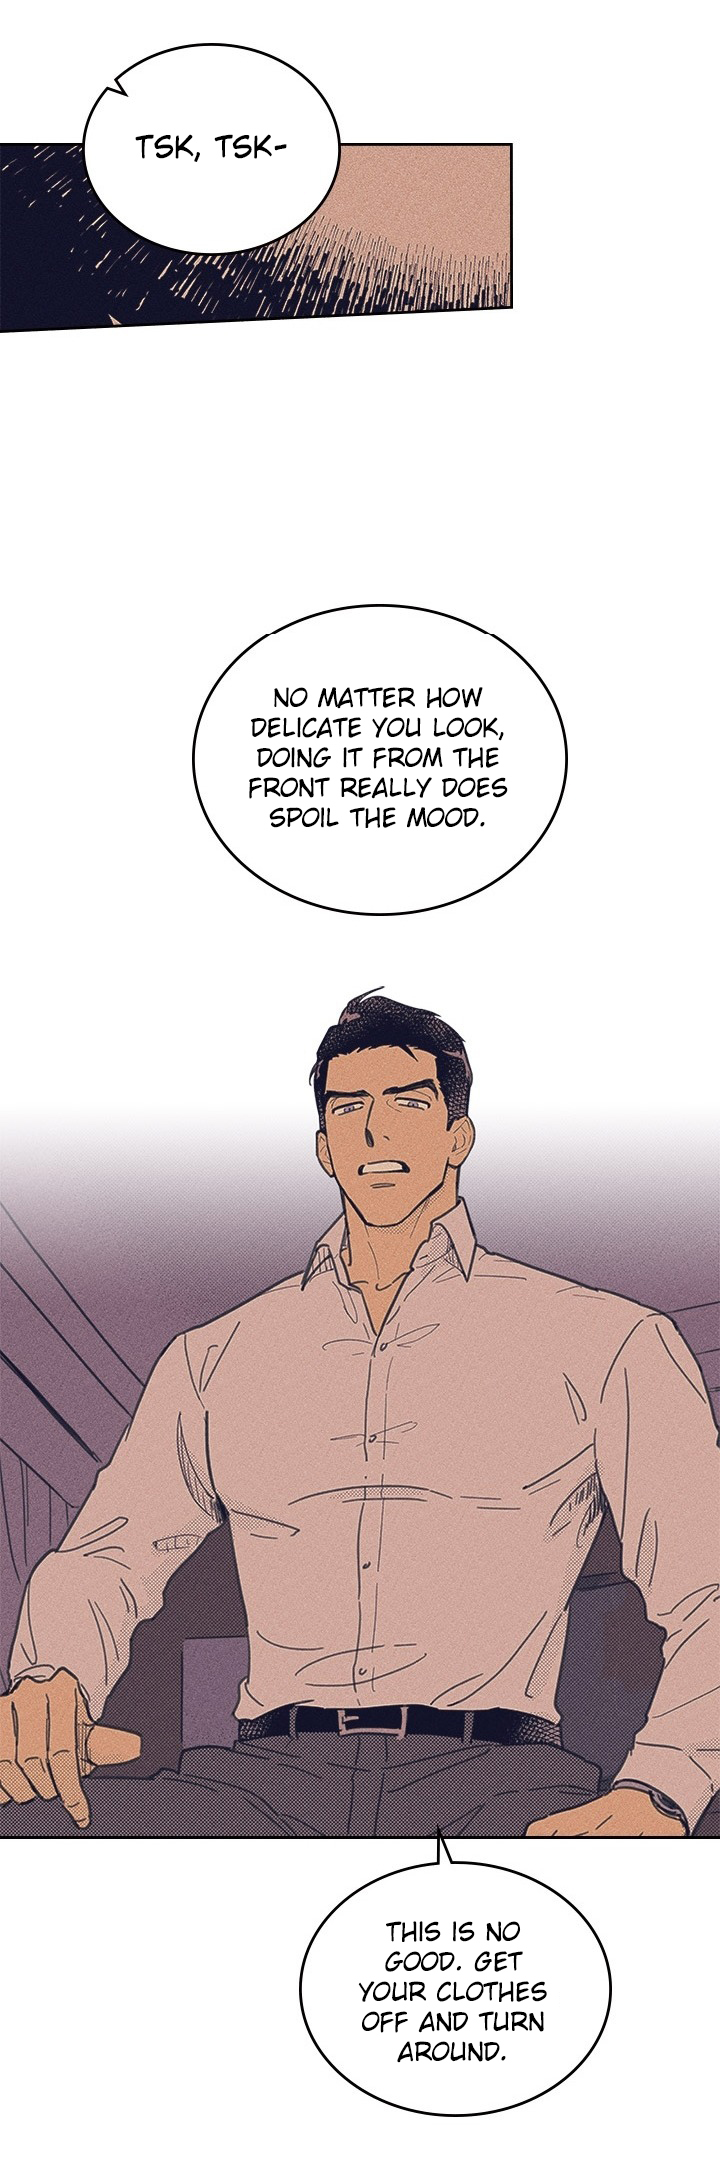 TSK, TSK-
NO MATTER HOW
DELICATE YOU LOOK,
DOING IT FROM THE
FRONT REALLY DOES
SPOIL THE MOOD.
THIS IS NO
GOOD. GET
YOUR CLOTHES
OFF AND TURN
AROUND.